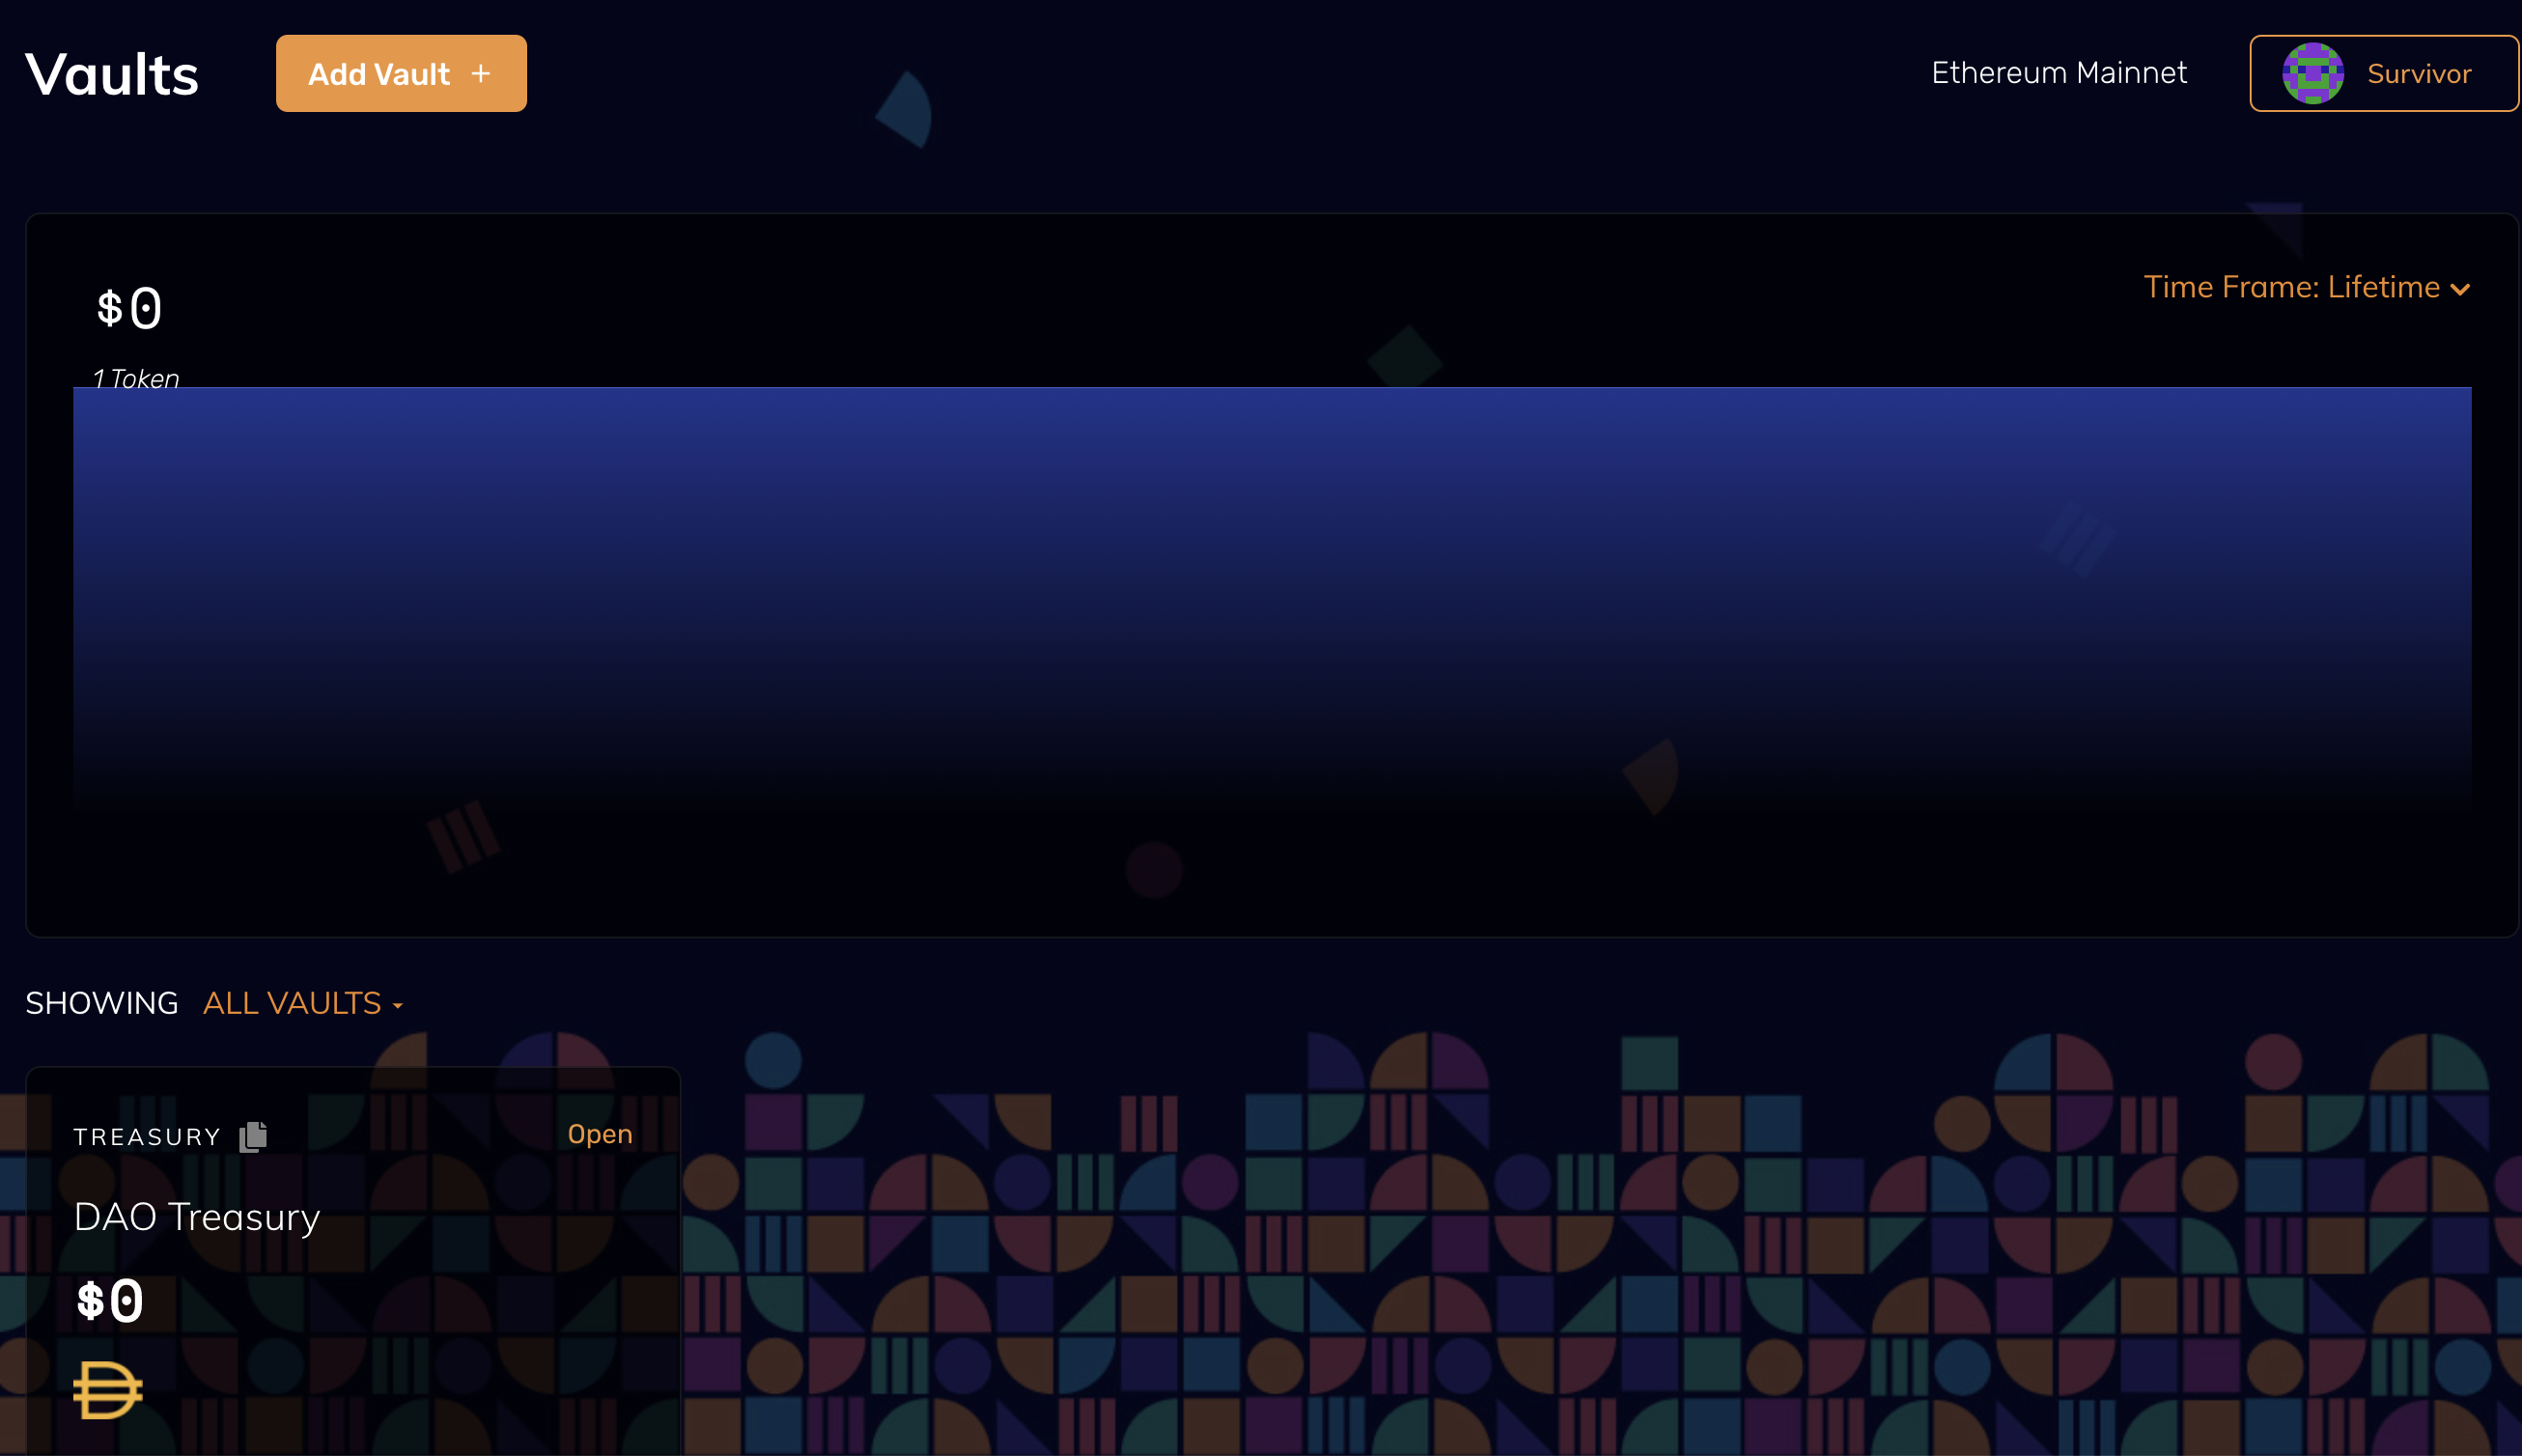 Vaults
Add Vault +
Ethereum Mainnet
Survivor
$0
Time Frame: Lifetime
1 Token
SHOWING ALL VAULTS
TREASURY
Open
DAO Treasury
$0